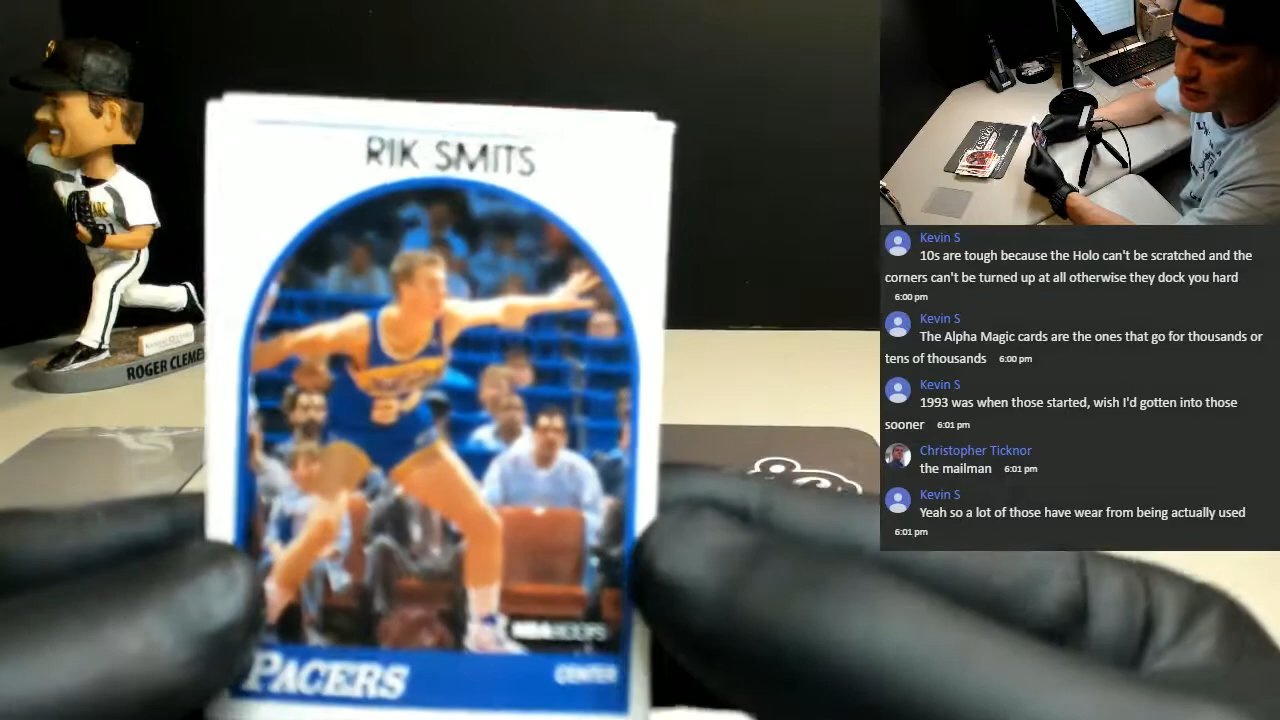 RIK SMITS
NBA HOOPS
PACERS
CENTER
ROGER CLEME
Kevin S
10s are tough because the Holo can't be scratched and the
corners can't be turned up at all otherwise they dock you hard
6:00 pm
Kevin S
The Alpha Magic cards are the ones that go for thousands or
tens of thousands 6:00 pm
Kevin S
1993 was when those started, wish I'd gotten into those
sooner 6:01 pm
Christopher Ticknor
the mailman 6:01 pm
Kevin S
Yeah so a lot of those have wear from being actually used
6:01 pm